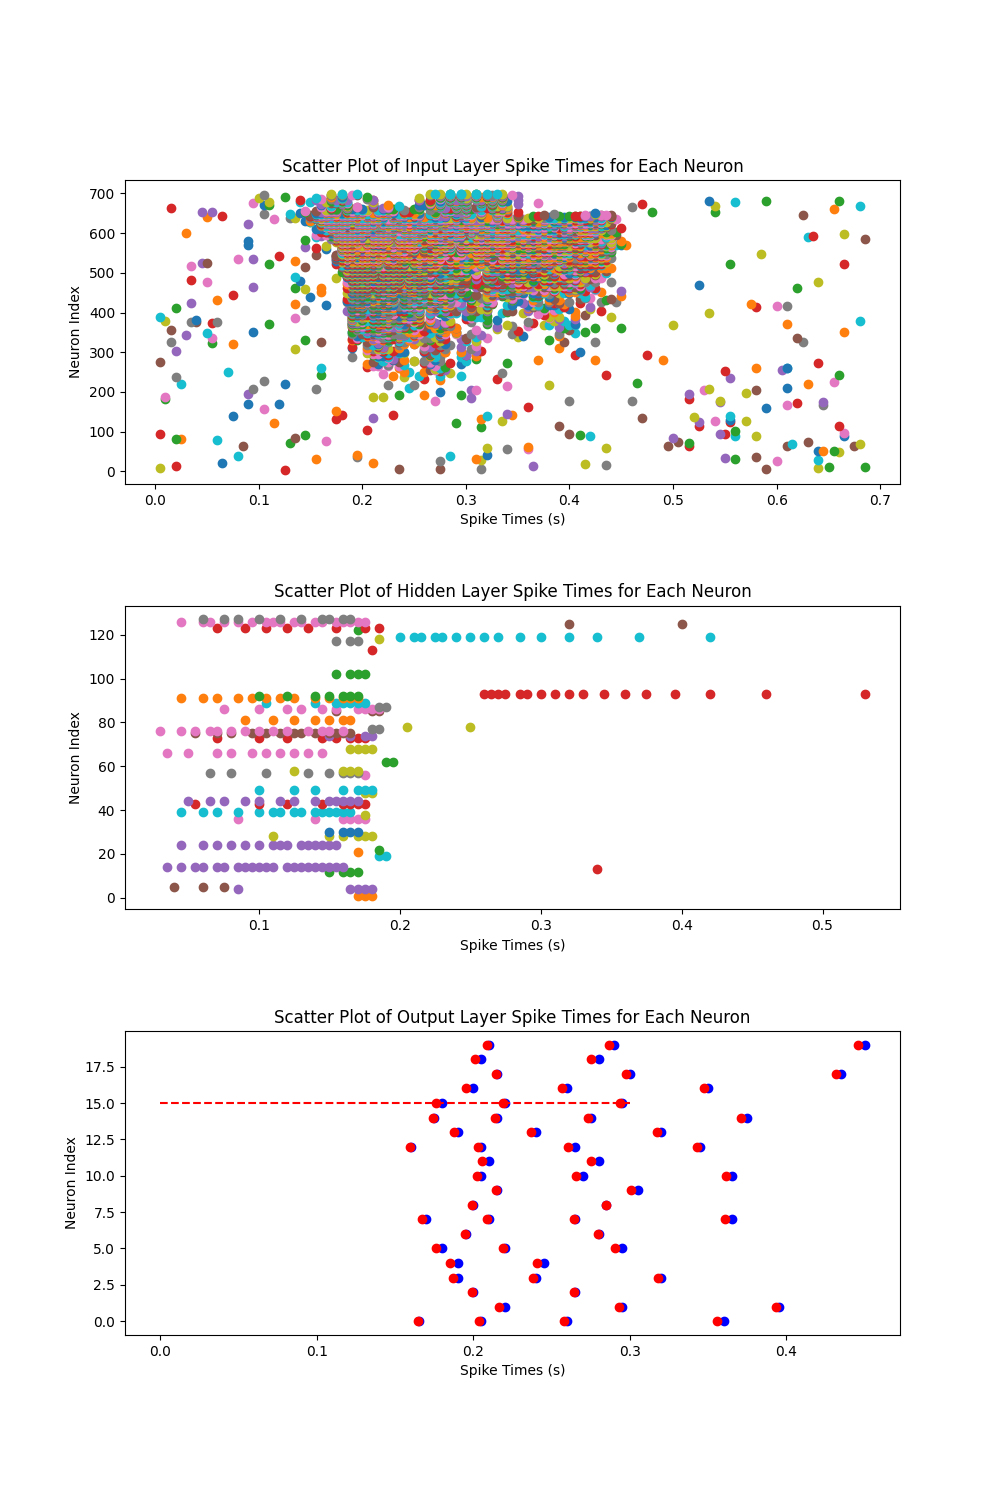 Scatter Plot of Input Layer Spike Times for Each Neuron
Neuron Index
700
600
500
400
300
200
100
0
0.0 0.1 0.2 0.3 0.4 0.5 0.6 0.7
Spike Times (s)
Scatter Plot of Hidden Layer Spike Times for Each Neuron
Neuron Index
120
100
80
60
40
20
0
0.1 0.2 0.3 0.4 0.5
Spike Times (s)
Scatter Plot of Output Layer Spike Times for Each Neuron
Neuron Index
17.5
15.0
12.5
10.0
7.5
5.0
2.5
0.0
0.0 0.1 0.2 0.3 0.4
Spike Times (s)